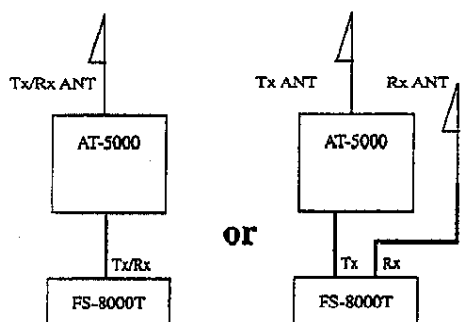 Tx/Rx ANT
AT-5000
Tx/Rx
FS-8000T
or
Tx ANT
Rx ANT
AT-5000
Tx
Rx
FS-8000T